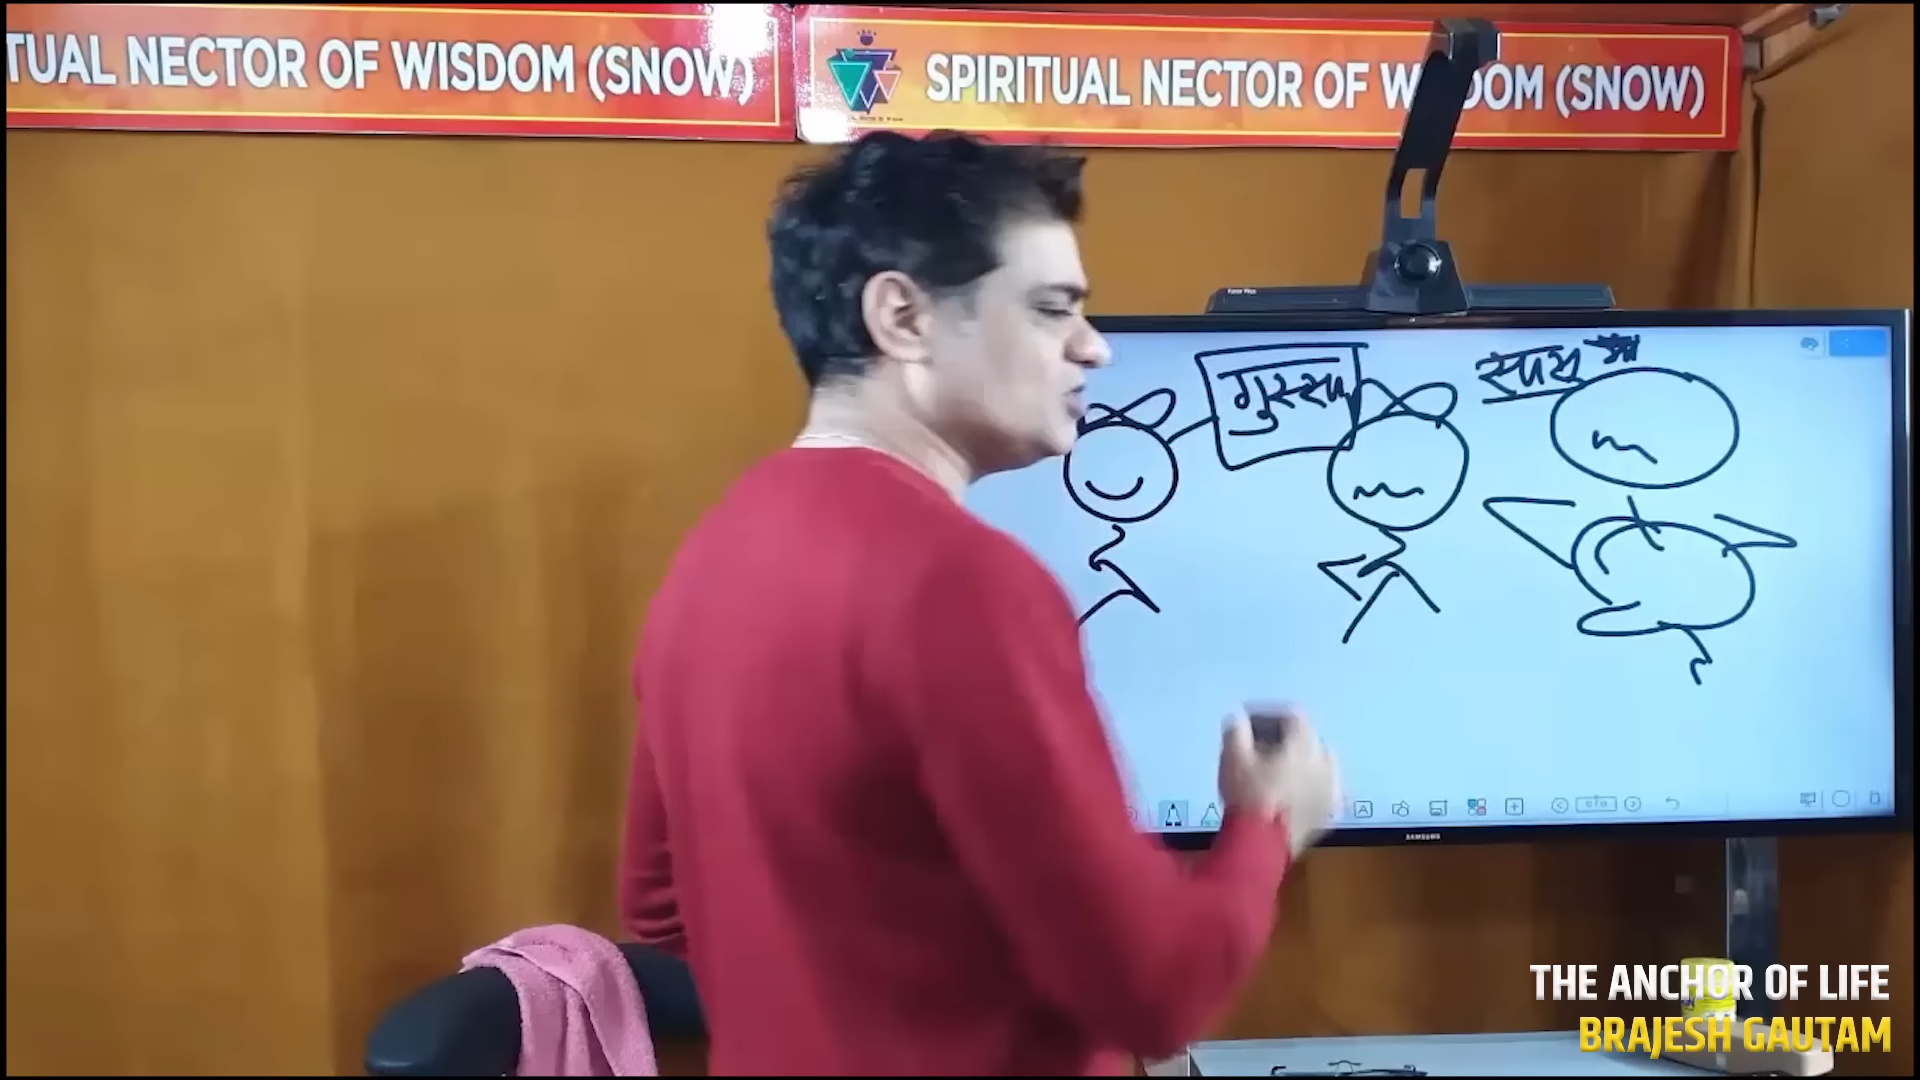 TUAL NECTOR OF WISDOM (SNOW)
SPIRITUAL NECTOR OF W DOM (SNOW)
गुस्सा
SAMSUNG
THE ANCHOR OF LIFE
BRAJESH GAUTAM